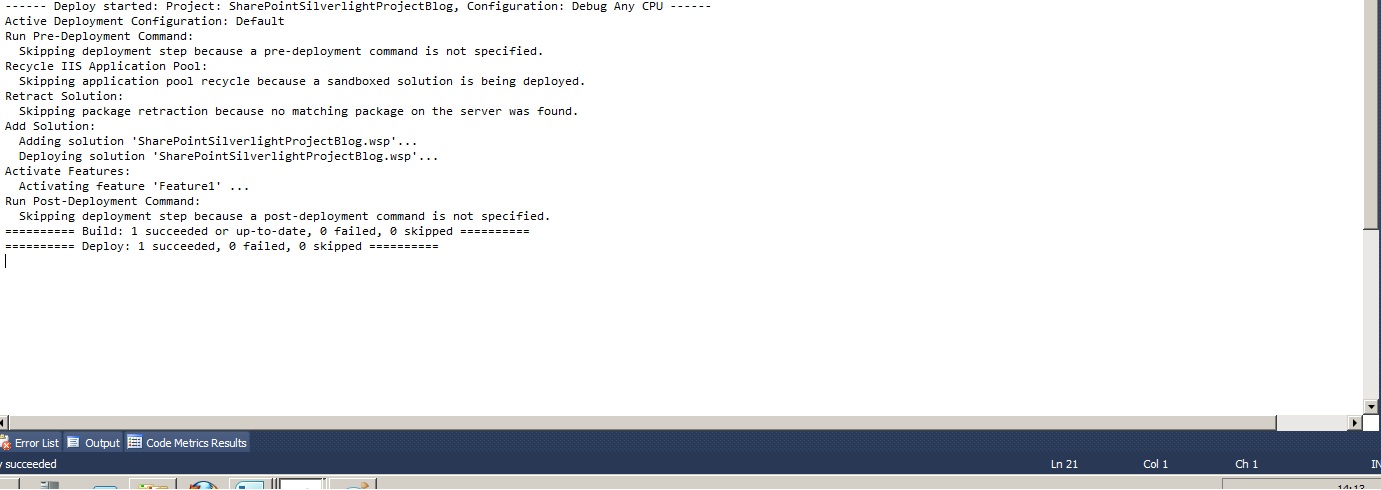 ------ Deploy started: Project: SharePointSilverlightProjectBlog, Configuration: Debug Any CPU ------
Active Deployment Configuration: Default
Run Pre-Deployment Command:
  Skipping deployment step because a pre-deployment command is not specified.
Recycle IIS Application Pool:
  Skipping application pool recycle because a sandboxed solution is being deployed.
Retract Solution:
  Skipping package retraction because no matching package on the server was found.
Add Solution:
  Adding solution 'SharePointSilverlightProjectBlog.wsp'...
  Deploying solution 'SharePointSilverlightProjectBlog.wsp'...
Activate Features:
  Activating feature 'Feature1' ...
Run Post-Deployment Command:
  Skipping deployment step because a post-deployment command is not specified.
========== Build: 1 succeeded or up-to-date, 0 failed, 0 skipped ==========
========== Deploy: 1 succeeded, 0 failed, 0 skipped ==========
Error List Output Code Metrics Results
y succeeded Ln 21 Col 1 Ch 1 IN